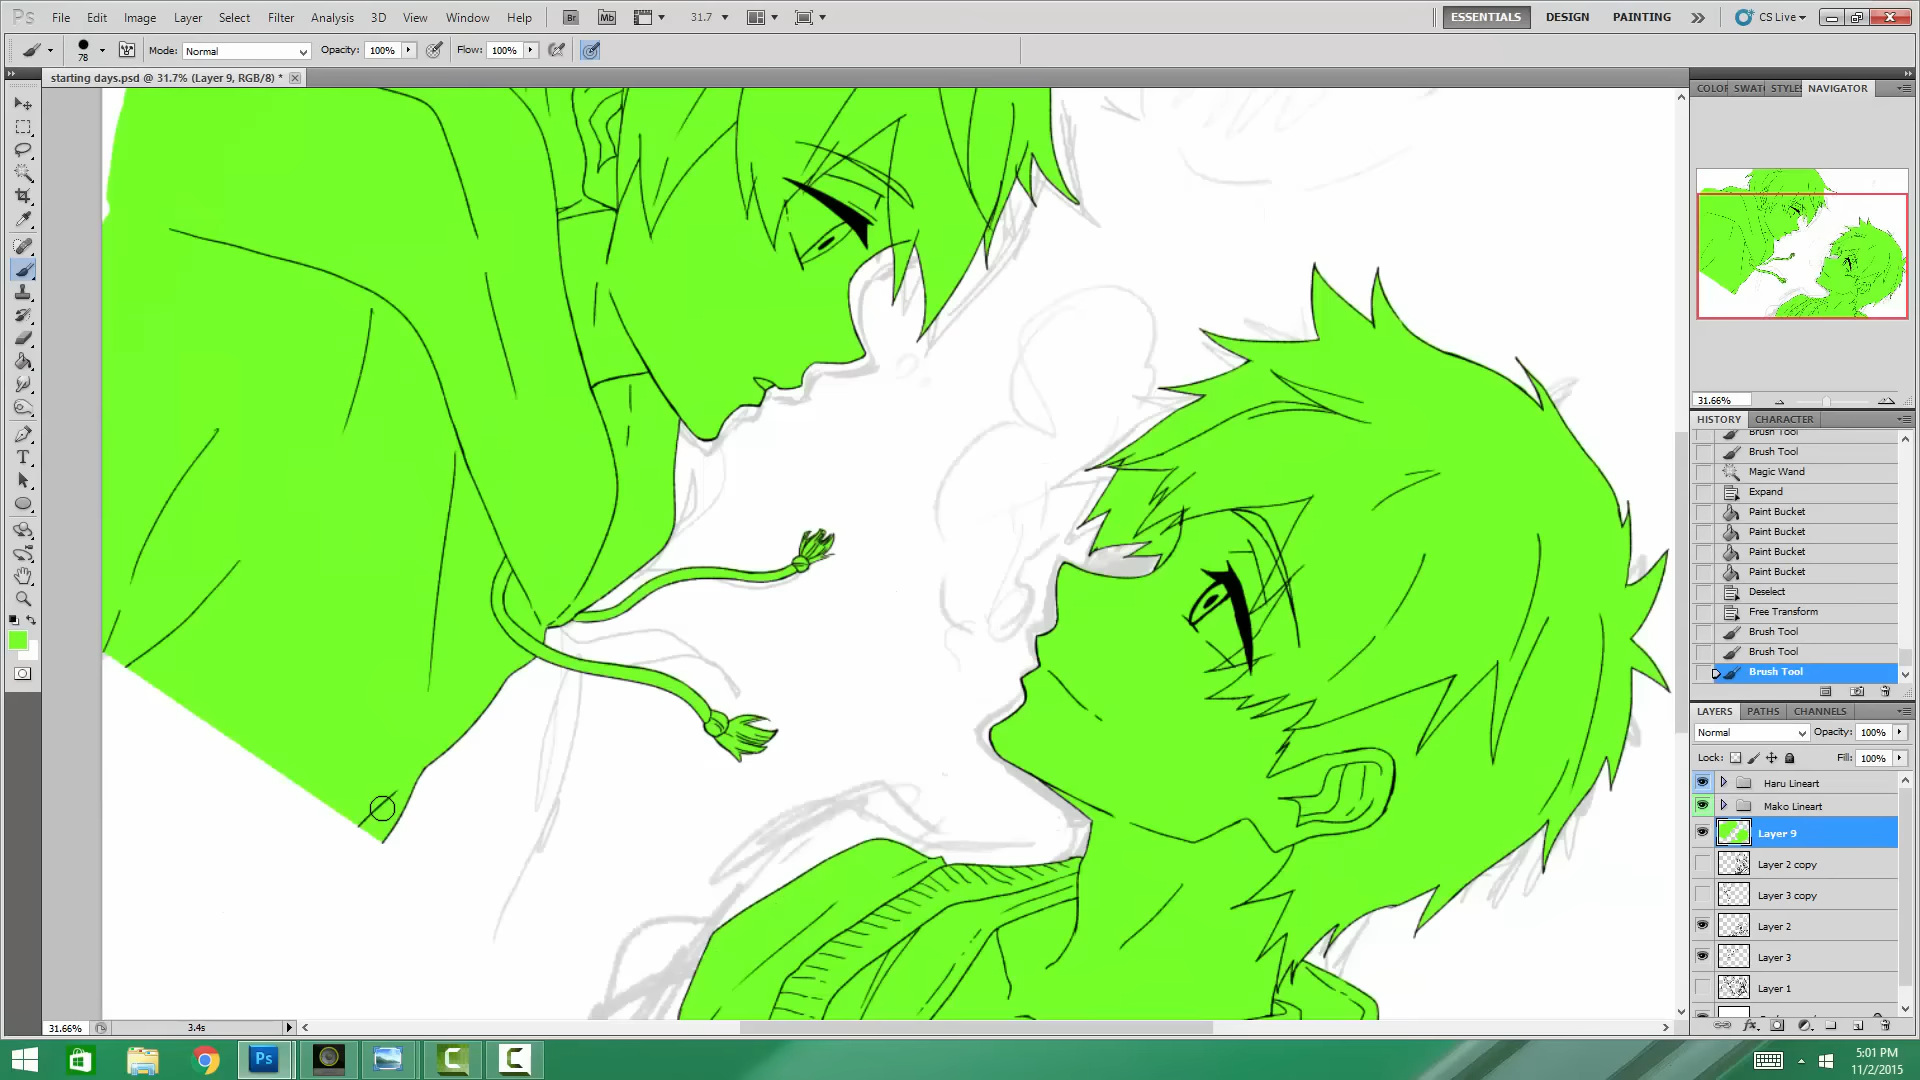 Ps File Edit Image Layer Select Filter Analysis 3D View Window Help Br Mb 31.7 ESSENTIALS DESIGN PAINTING CS Live
78 Mode: Normal Opacity: 100% Flow: 100%
starting days.psd @ 31.7% (Layer 9, RGB/8) *
NAVIGATOR
31.66%
HISTORY CHARACTER
Brush Tool
Brush Tool
Magic Wand
Expand
Paint Bucket
Paint Bucket
Paint Bucket
Paint Bucket
Deselect
Free Transform
Brush Tool
Brush Tool
Brush Tool
LAYERS PATHS CHANNELS
Normal Opacity: 100%
Lock: Fill: 100%
Haru Lineart
Mako Lineart
Layer 9
Layer 2 copy
Layer 3 copy
Layer 2
Layer 3
Layer 1
31.66% 3.4s
Ps
5:01 PM
11/2/2015